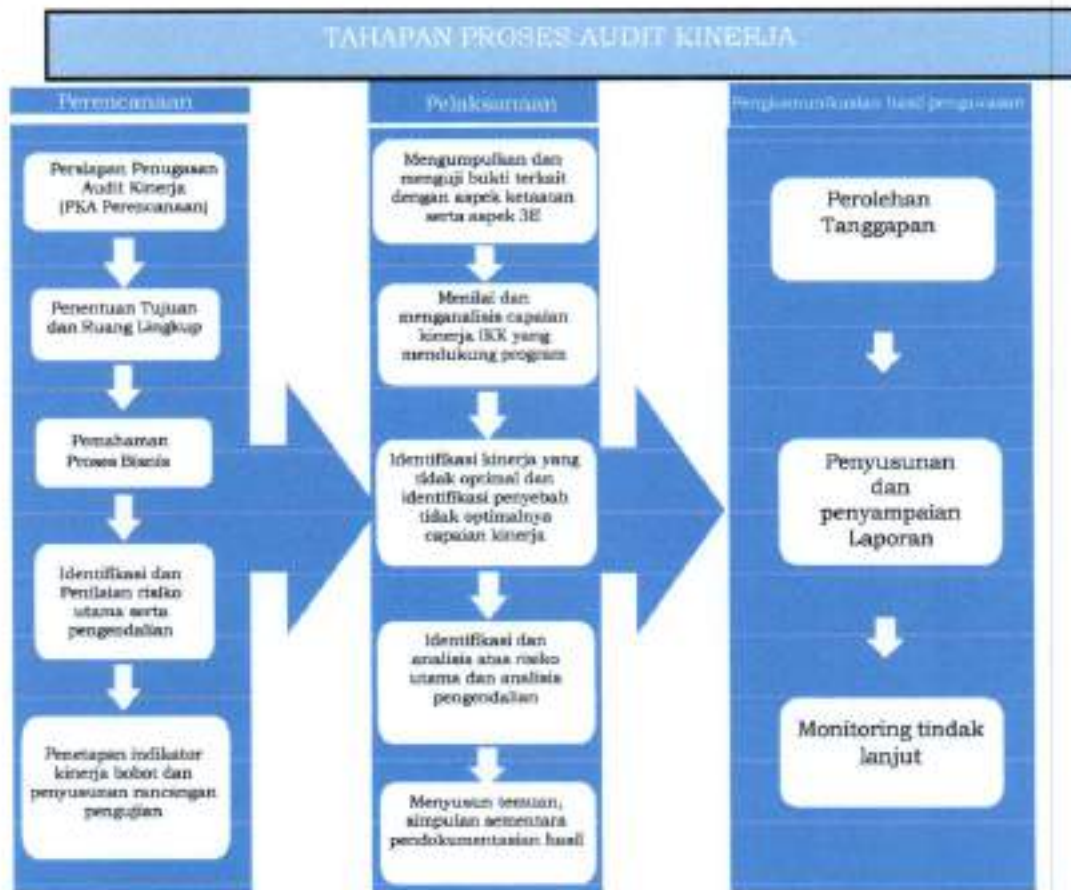 TAHAPAN PROSES AUDIT KINERJA
Perencanaan
Persiapan Penugasan
Audit Kinerja
(PKA Perencanaan)
Penentuan Tujuan
dan Ruang Lingkup
Pemahaman
Proses Bisnis
Identifikasi dan
Penilaian risiko
utama serta
pengendalian
Penetapan indikator
kinerja bobot dan
penyusunan rancangan
pengujian
Pelaksanaan
Mengumpulkan dan
menguji bukti terkait
dengan aspek ketaatan
serta aspek 3E
Menilai dan
menganalisis capaian
kinerja IKK yang
mendukung program
Identifikasi kinerja yang
tidak optimal dan
identifikasi penyebab
tidak optimalnya
capaian kinerja
Identifikasi dan
analisis atas risiko
utama dan analisis
pengendalian
Menyusun temuan,
simpulan sementara
pendokumentasian hasil
Pengkomunikasian hasil pengawasan
Perolehan
Tanggapan
Penyusunan
dan
penyampaian
Laporan
Monitoring tindak
lanjut